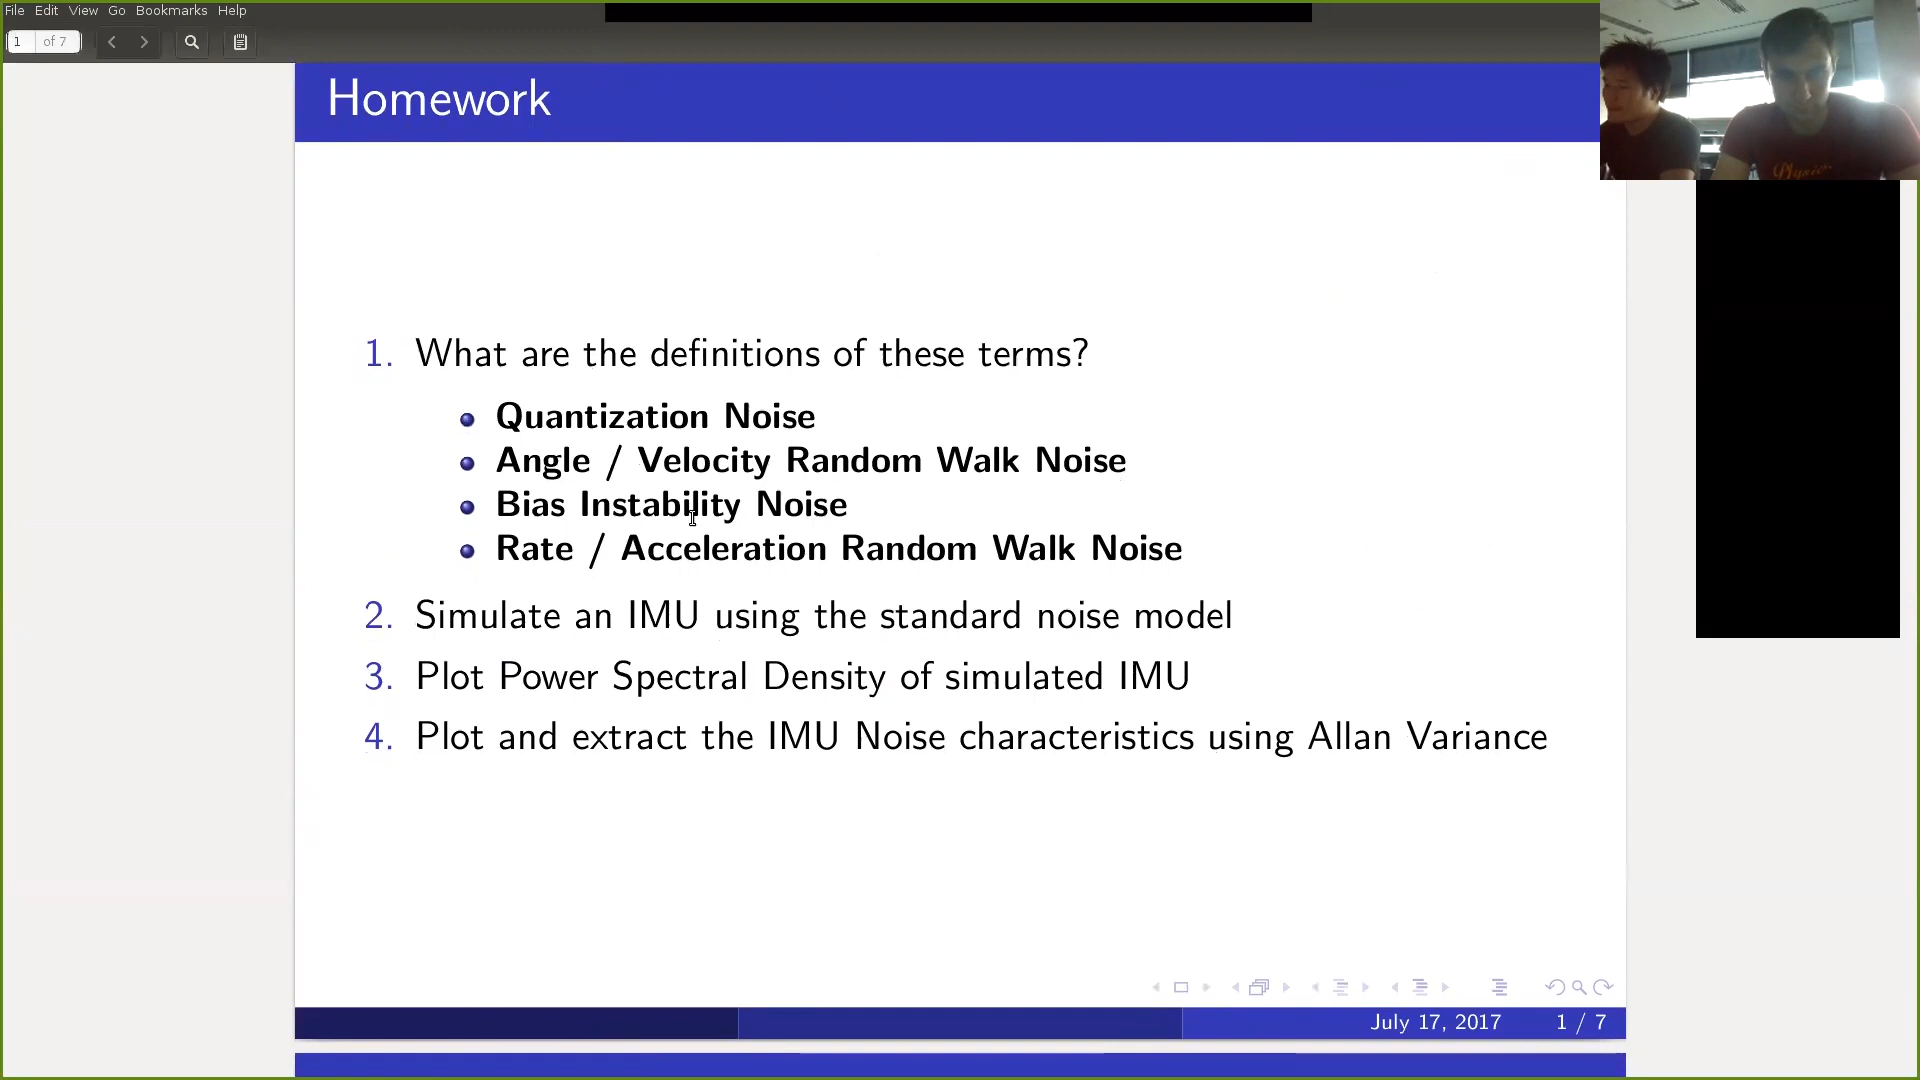 File Edit View Go Bookmarks Help
1 of 7
Homework
1. What are the definitions of these terms?
Quantization Noise
Angle / Velocity Random Walk Noise
Bias Instability Noise
Rate / Acceleration Random Walk Noise
2. Simulate an IMU using the standard noise model
3. Plot Power Spectral Density of simulated IMU
4. Plot and extract the IMU Noise characteristics using Allan Variance
July 17, 2017 1 / 7